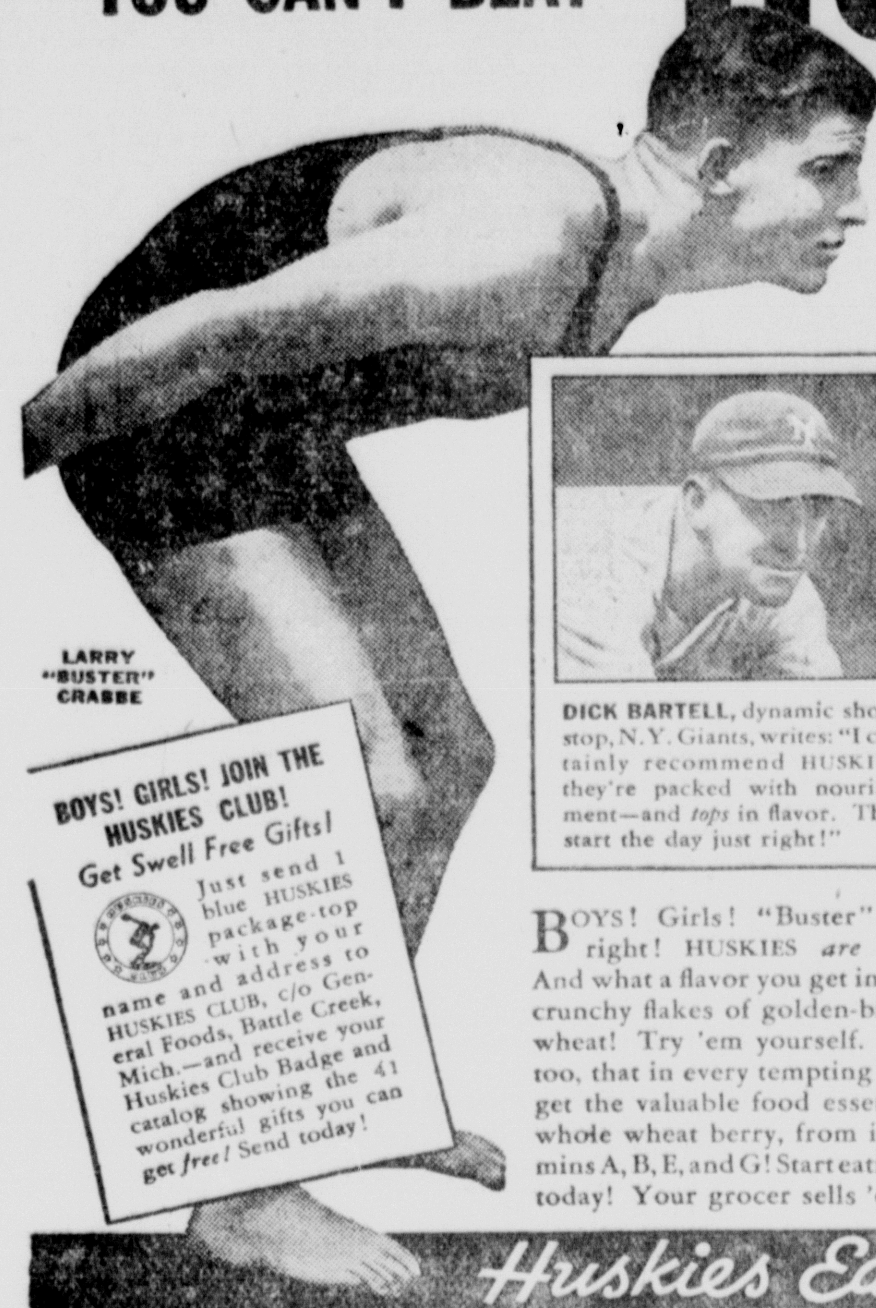 YOU CAN'T BEAT
LARRY
"BUSTER"
CRABBE
N Y
DICK BARTELL, dynamic sho
stop, N.Y. Giants, writes: "I c
tainly recommend HUSKI
they're packed with nouri
ment—and tops in flavor. Th
start the day just right!"
BOYS! GIRLS! JOIN THE
HUSKIES CLUB!
Get Swell Free Gifts!
Just send 1
blue HUSKIES
package-top
with your
name and address to
HUSKIES CLUB, c/o Gen-
eral Foods, Battle Creek,
Mich.—and receive your
Huskies Club Badge and
catalog showing the 41
wonderful gifts you can
get free! Send today!
BOYS! Girls! "Buster"
right! HUSKIES are
And what a flavor you get in
crunchy flakes of golden-b
wheat! Try 'em yourself.
too, that in every tempting
get the valuable food esse
whole wheat berry, from i
mins A, B, E, and G! Start eat
today! Your grocer sells '
Huskies Ea